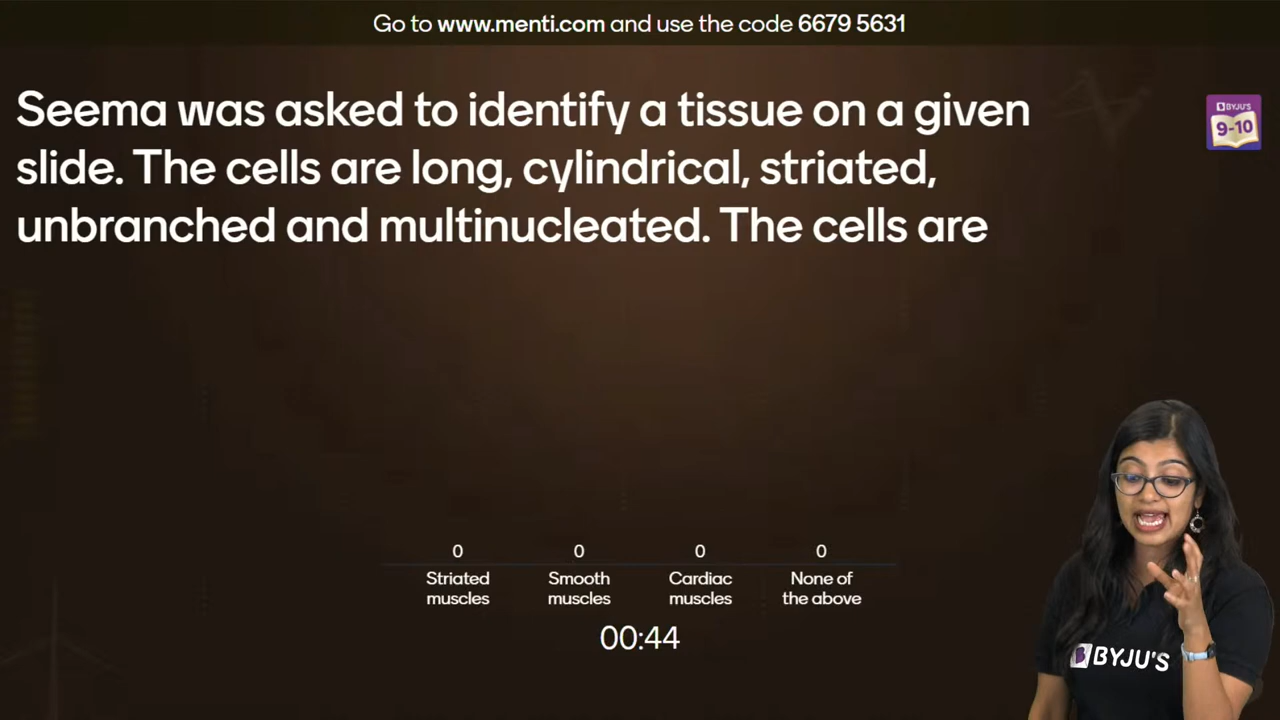 Go to www.menti.com and use the code 6679 5631
Seema was asked to identify a tissue on a given
slide. The cells are long, cylindrical, striated,
unbranched and multinucleated. The cells are
BYJU'S
9-10
0
0
0
0
Striated
muscles
Smooth
muscles
Cardiac
muscles
None of
the above
00:44
BYJU'S